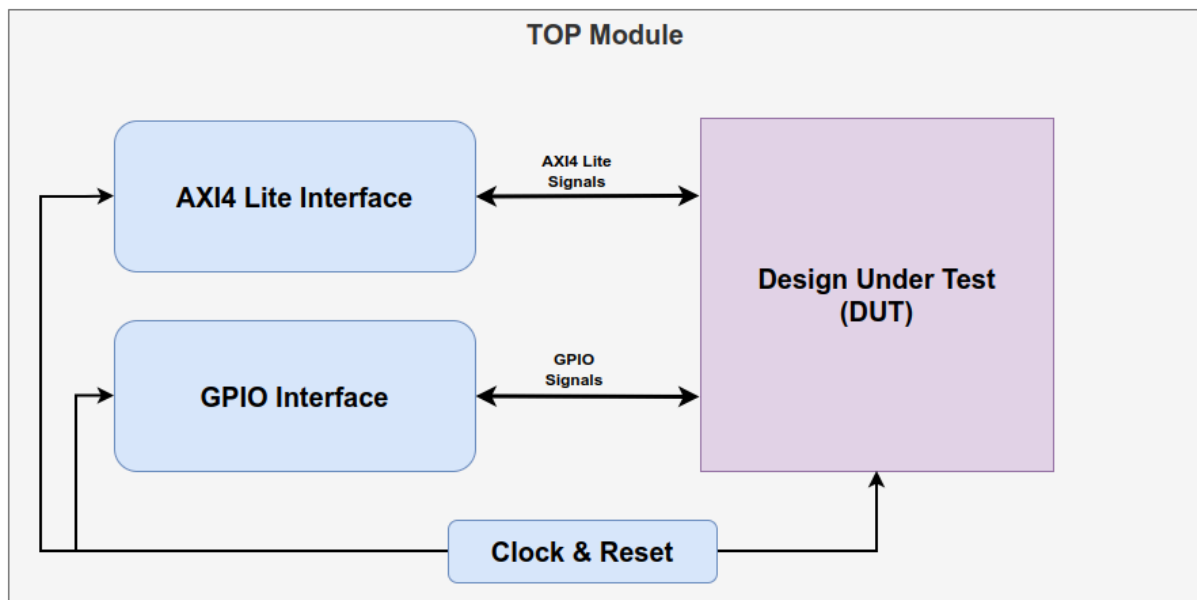 TOP Module
AXI4 Lite Interface
AXI4 Lite
Signals
Design Under Test
(DUT)
GPIO Interface
GPIO
Signals
Clock & Reset